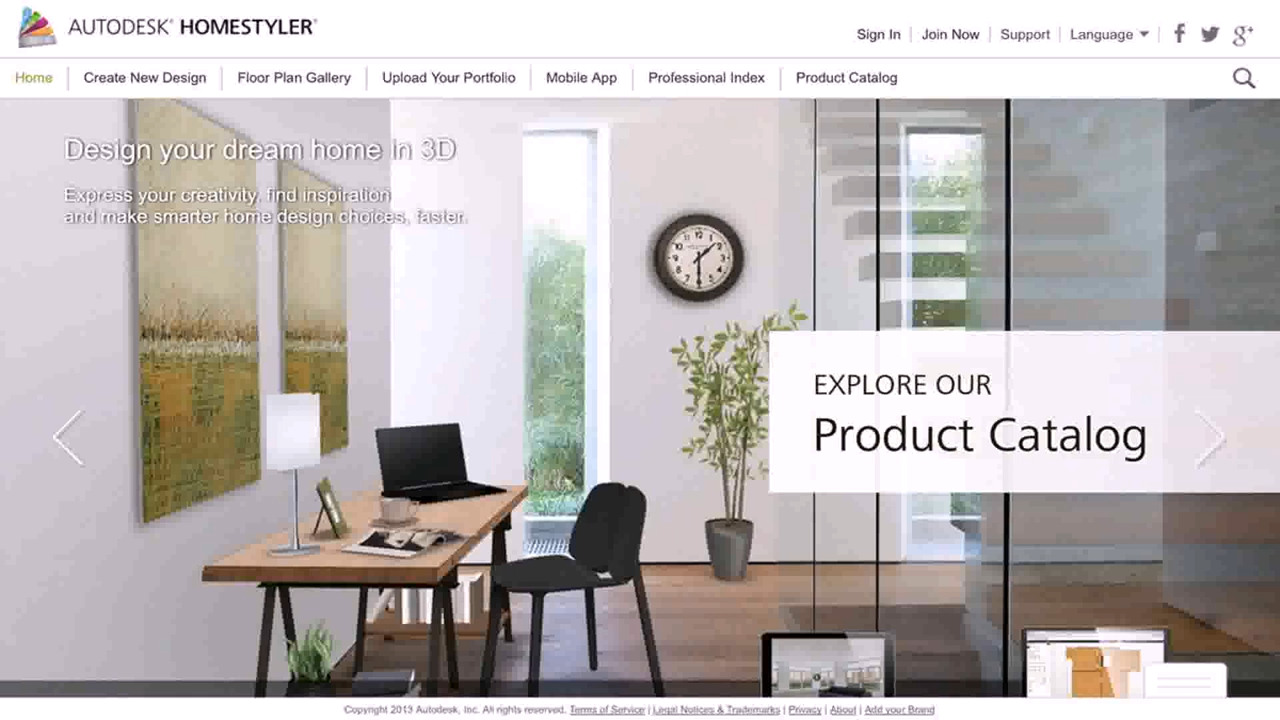 AUTODESK® HOMESTYLER®
Sign In
Join Now
Support
Language
Home
Create New Design
Floor Plan Gallery
Upload Your Portfolio
Mobile App
Professional Index
Product Catalog
Design your dream home in 3D
Express your creativity, find inspiration
and make smarter home design choices, faster.
EXPLORE OUR
Product Catalog
Copyright 2013 Autodesk, Inc. All rights reserved. Terms of Service | Legal Notices & Trademarks | Privacy | About | Add your Brand